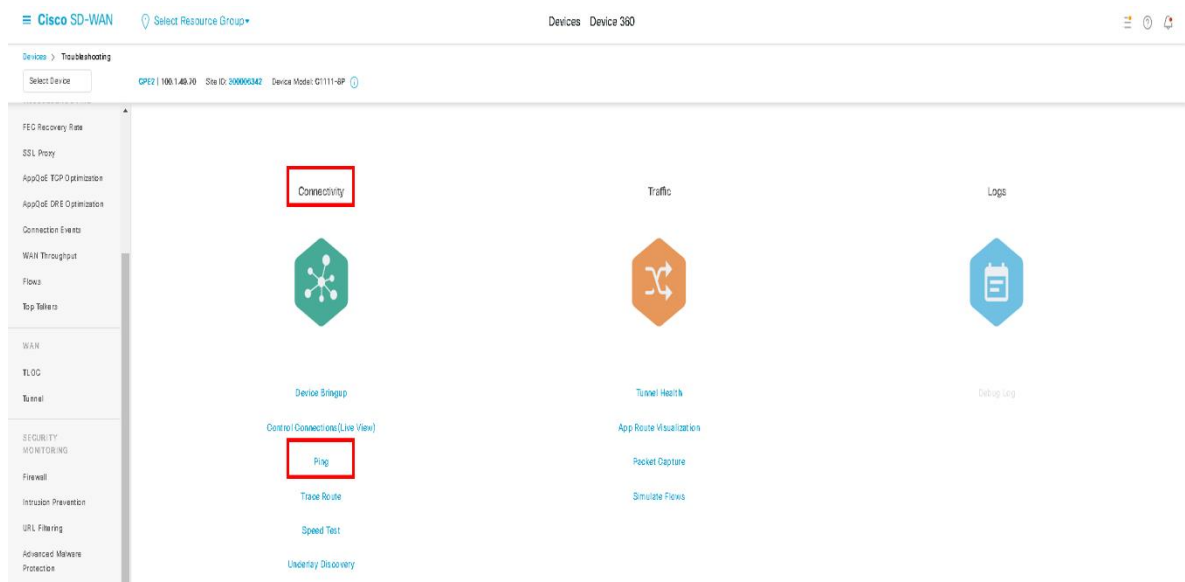 Cisco SD-WAN
Select Resource Group
Devices Device 360
Devices > Troubleshooting
Select Device
CPE2 | 100.1.49.70 Site ID: 300006342 Device Model: C1111-8P
FEC Recovery Rate
SSL Proxy
AppQoE TCP Optimization
AppQoE DRE Optimization
Connection Events
WAN Throughput
Flows
Top Talkers
WAN
TLOC
Tunnel
SECURITY
MONITORING
Firewall
Intrusion Prevention
URL Filtering
Advanced Malware
Protection
Connectivity
Device Bringup
Control Connections(Live View)
Ping
Trace Route
Speed Test
Underlay Discovery
Traffic
Tunnel Health
App Route Visualization
Packet Capture
Simulate Flows
Logs
Debug Log